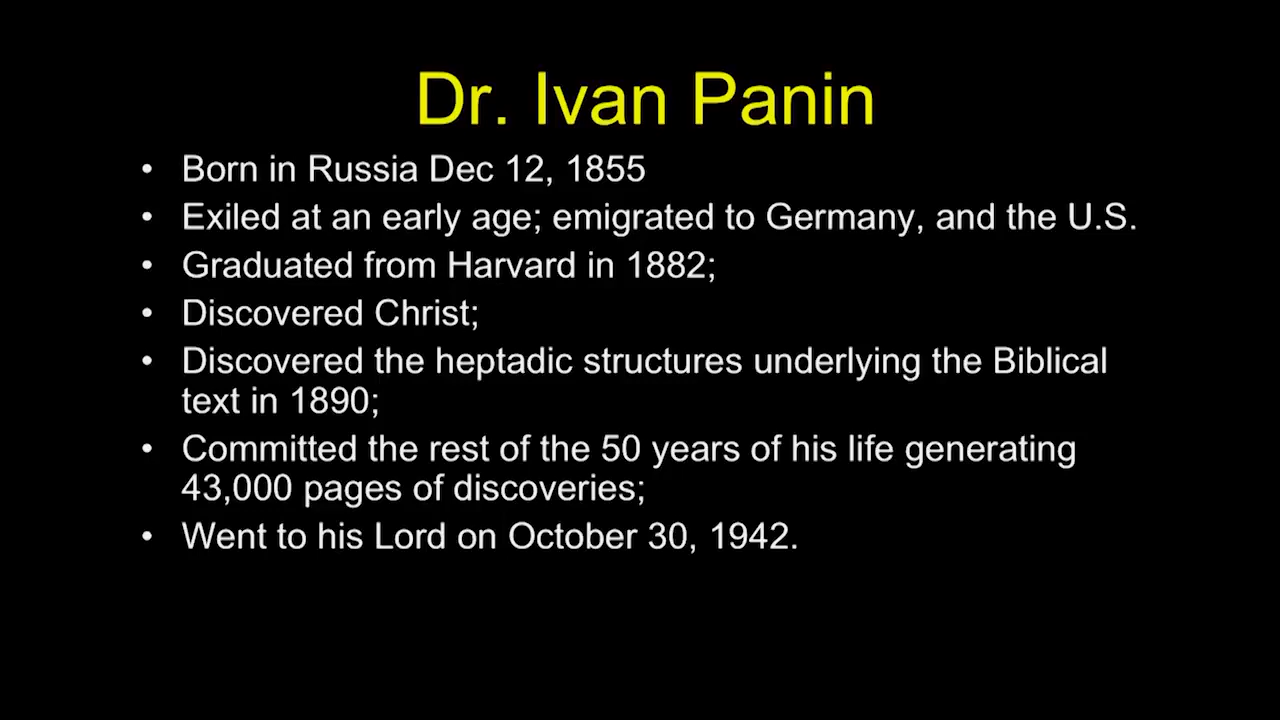 Dr. Ivan Panin
• Born in Russia Dec 12, 1855
• Exiled at an early age; emigrated to Germany, and the U.S.
• Graduated from Harvard in 1882;
• Discovered Christ;
• Discovered the heptadic structures underlying the Biblical
text in 1890;
• Committed the rest of the 50 years of his life generating
43,000 pages of discoveries;
• Went to his Lord on October 30, 1942.